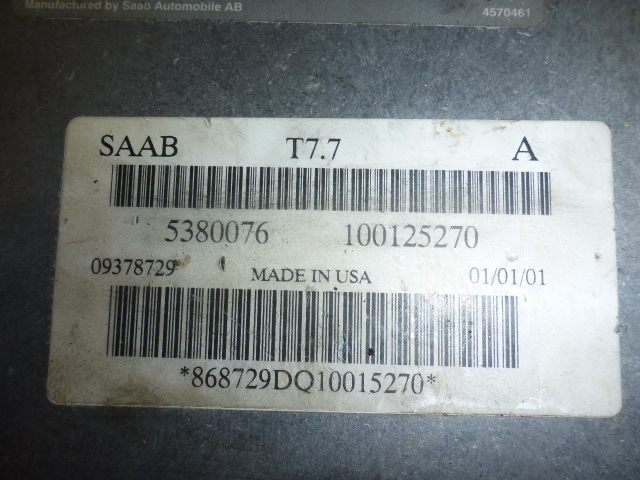 Manufactured by Saab Automobile AB 4570461
SAAB T7.7 A
5380076 100125270
09378729 MADE IN USA 01/01/01
*868729DQ10015270*